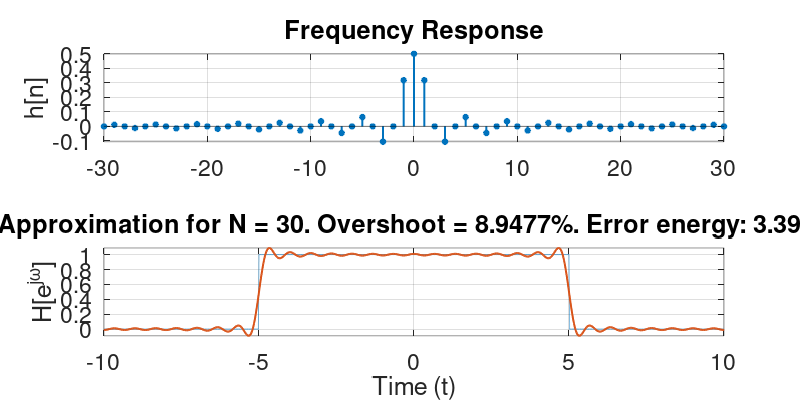 Frequency Response
0.5
0.4
0.3
0.2
0.1
0
-0.1
h[n]
-30 -20 -10 0 10 20 30
Approximation for N = 30. Overshoot = 8.9477%. Error energy: 3.39
1
0.8
0.6
0.4
0.2
0
H[e^jω]
-10 -5 0 5 10
Time (t)